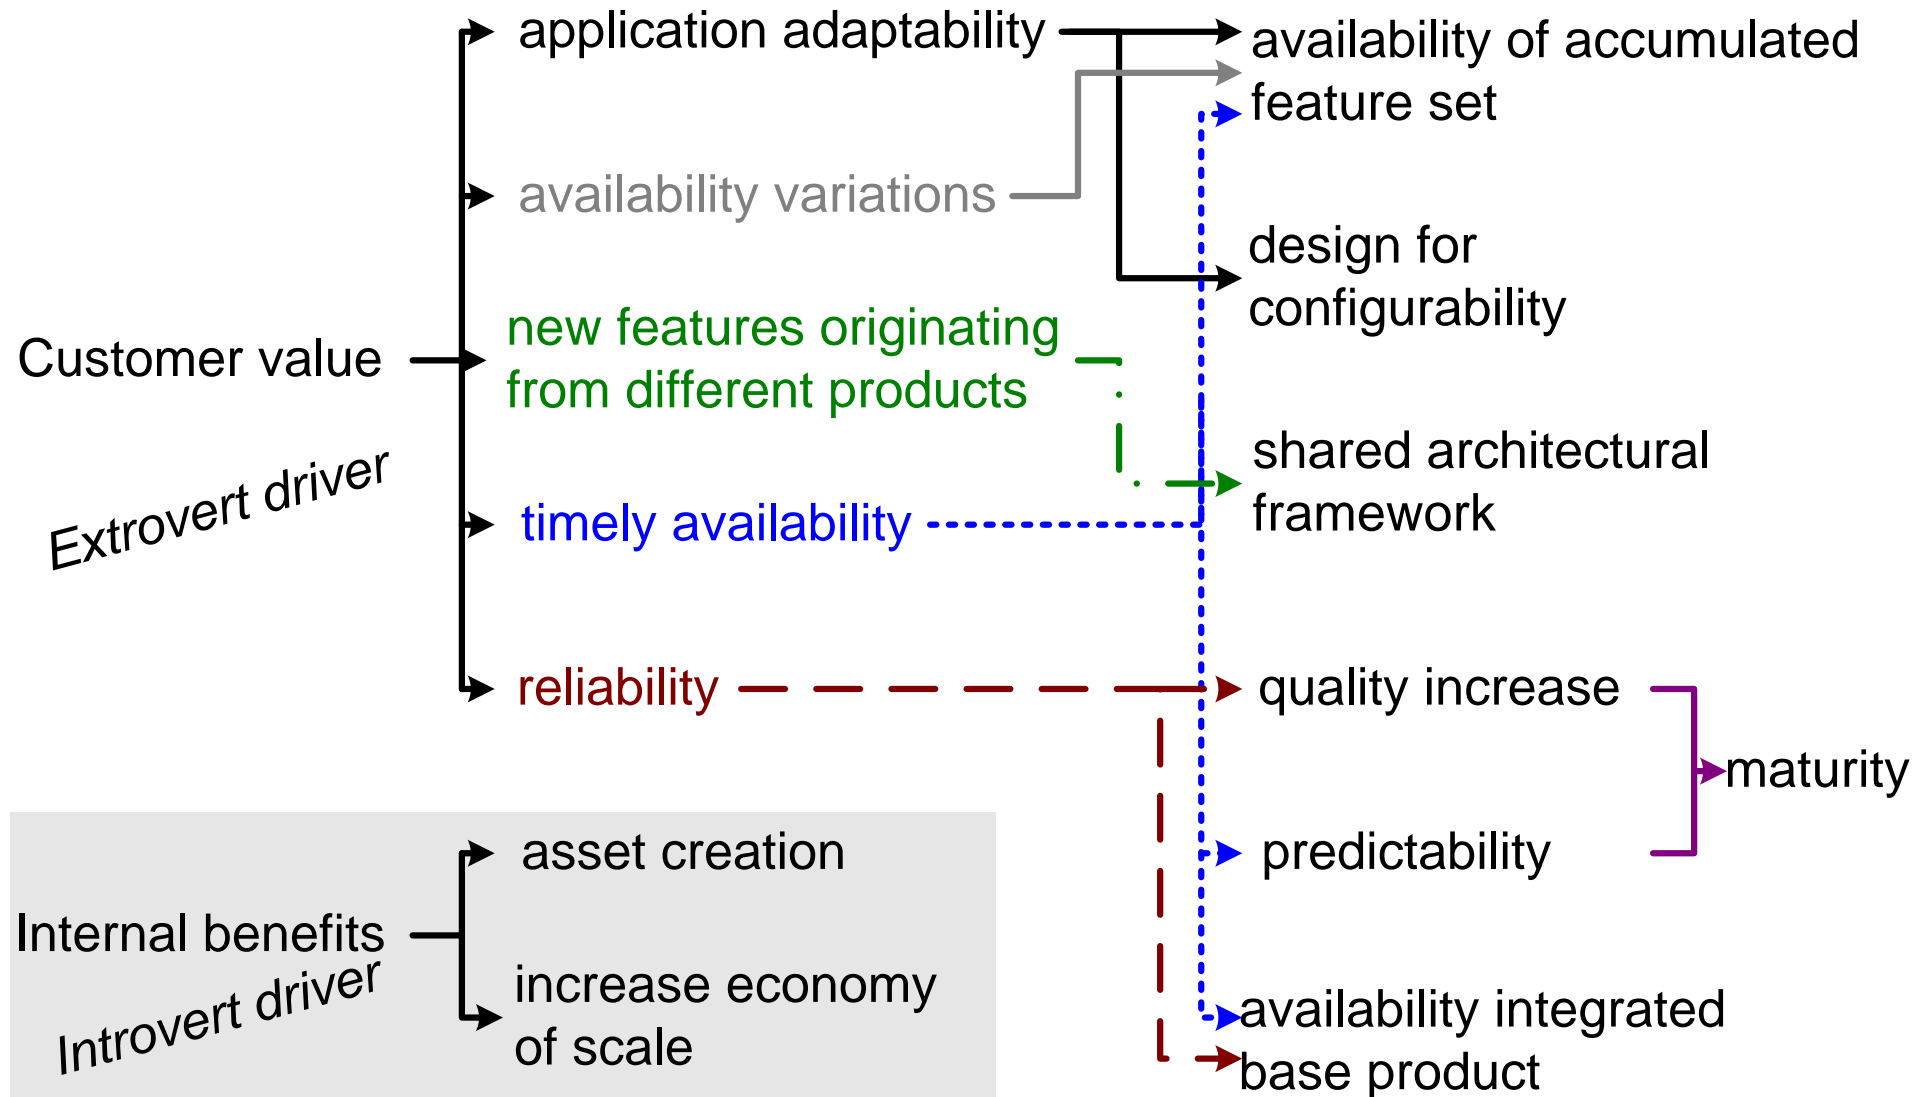 application adaptability
availability variations
new features originating
from different products
timely availability
reliability
Customer value
Extrovert driver
availability of accumulated
feature set
design for
configurability
shared architectural
framework
quality increase
predictability
maturity
availability integrated
base product
Internal benefits
Introvert driver
asset creation
increase economy
of scale